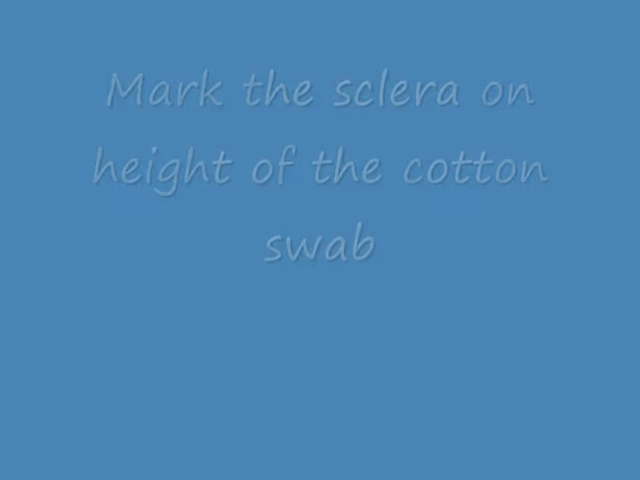 Mark the sclera on
height of the cotton
swab